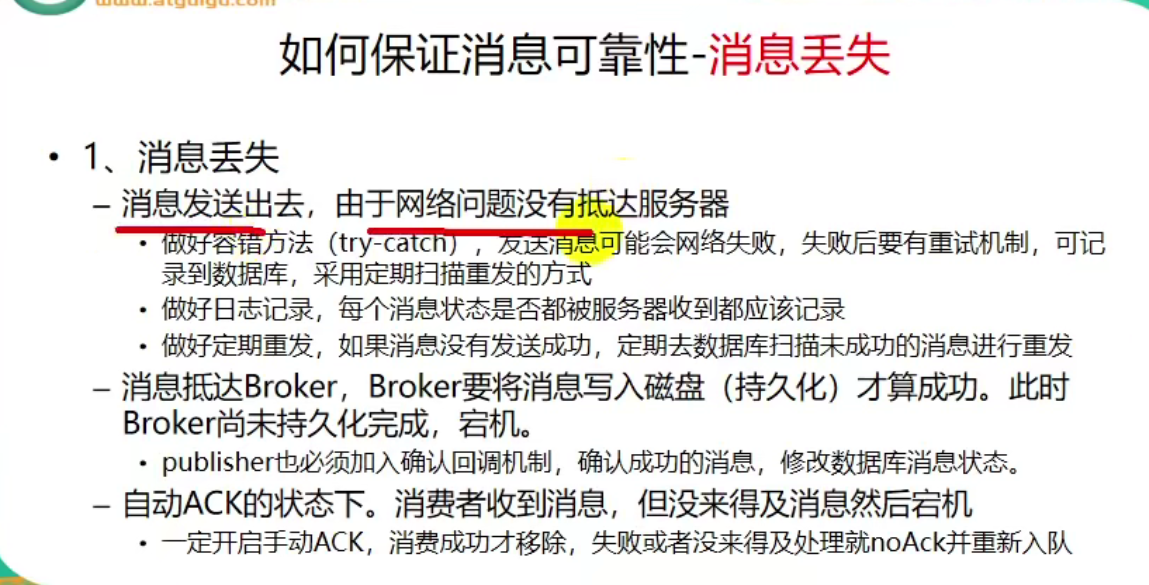 www.atguigu.com
如何保证消息可靠性-消息丢失
• 1、消息丢失
– 消息发送出去，由于网络问题没有抵达服务器
• 做好容错方法（try-catch），发送消息可能会网络失败，失败后要有重试机制，可记
录到数据库，采用定期扫描重发的方式
• 做好日志记录，每个消息状态是否都被服务器收到都应该记录
• 做好定期重发，如果消息没有发送成功，定期去数据库扫描未成功的消息进行重发
– 消息抵达Broker，Broker要将消息写入磁盘（持久化）才算成功。此时
Broker尚未持久化完成，宕机。
• publisher也必须加入确认回调机制，确认成功的消息，修改数据库消息状态。
– 自动ACK的状态下。消费者收到消息，但没来得及消息然后宕机
• 一定开启手动ACK，消费成功才移除，失败或者没来得及处理就noAck并重新入队